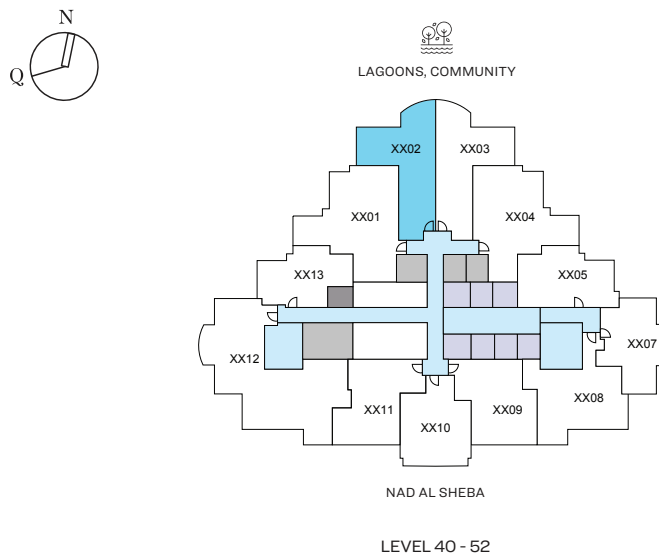 N
Q
LAGOONS, COMMUNITY
XX02
XX03
XX01
XX04
XX13
XX05
XX12
XX07
XX11
XX10
XX09
XX08
NAD AL SHEBA
LEVEL 40 - 52